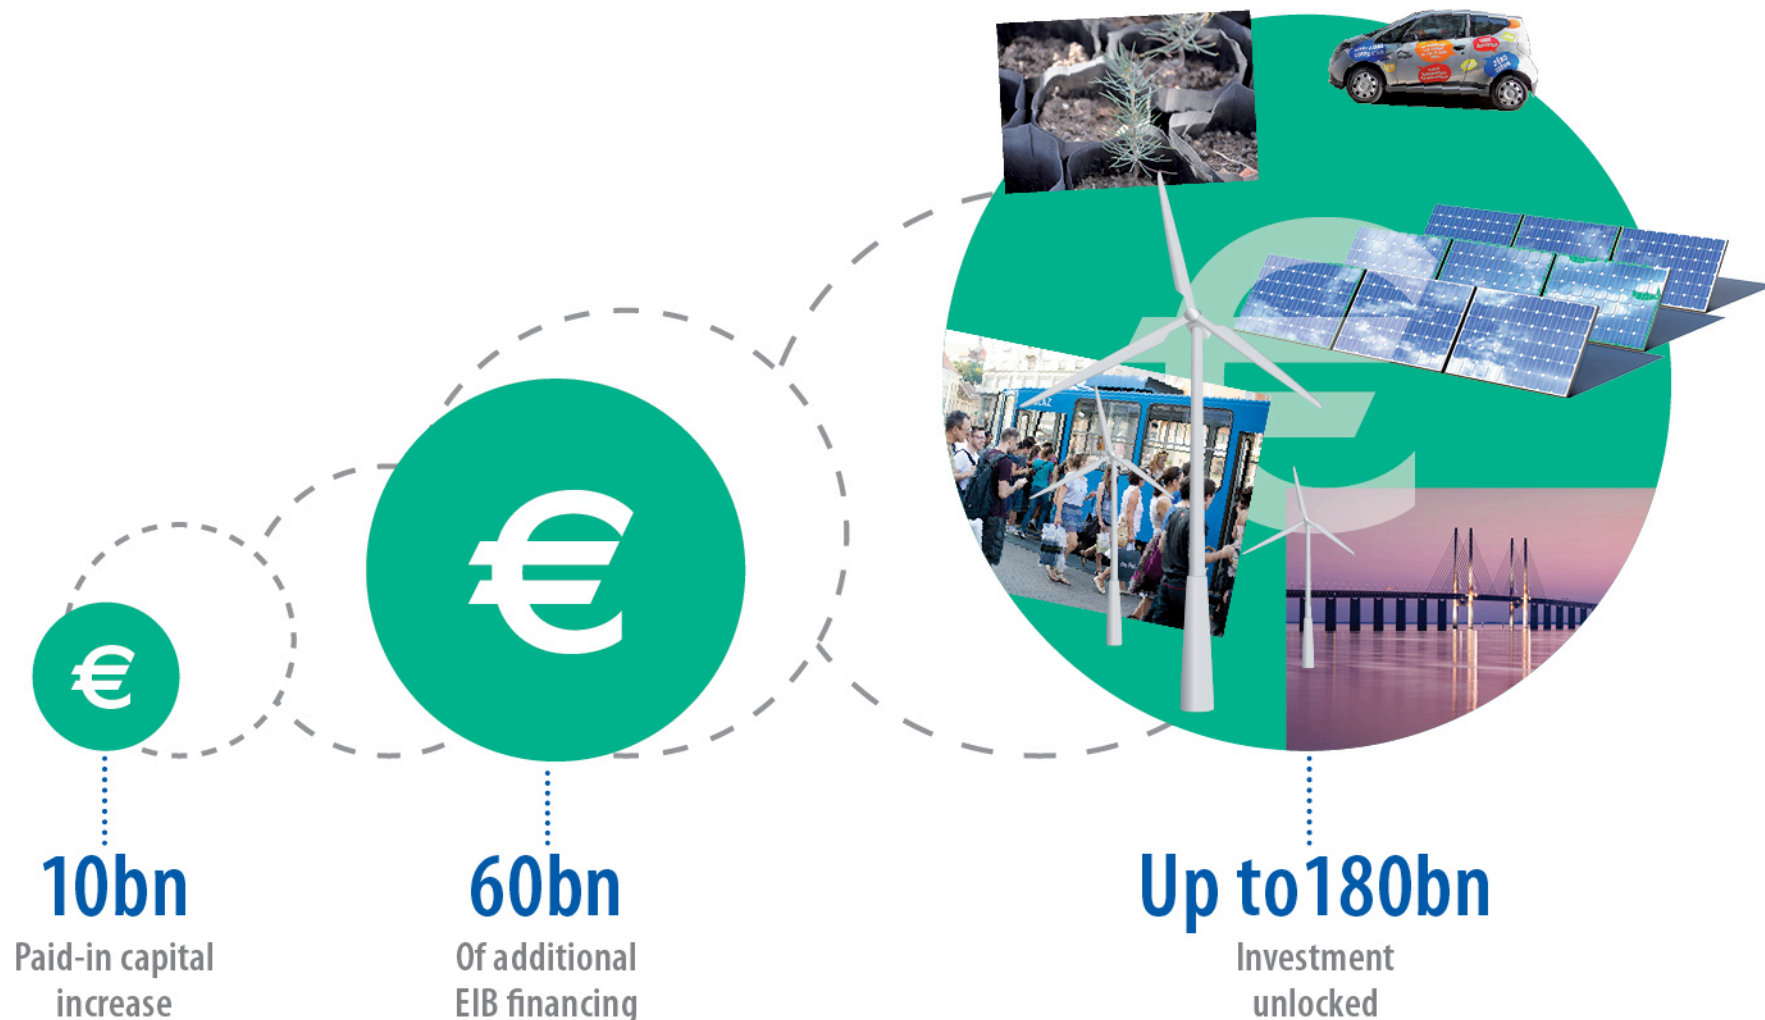 €
€
€
10bn
Paid-in capital
increase
60bn
Of additional
EIB financing
Up to180bn
Investment
unlocked